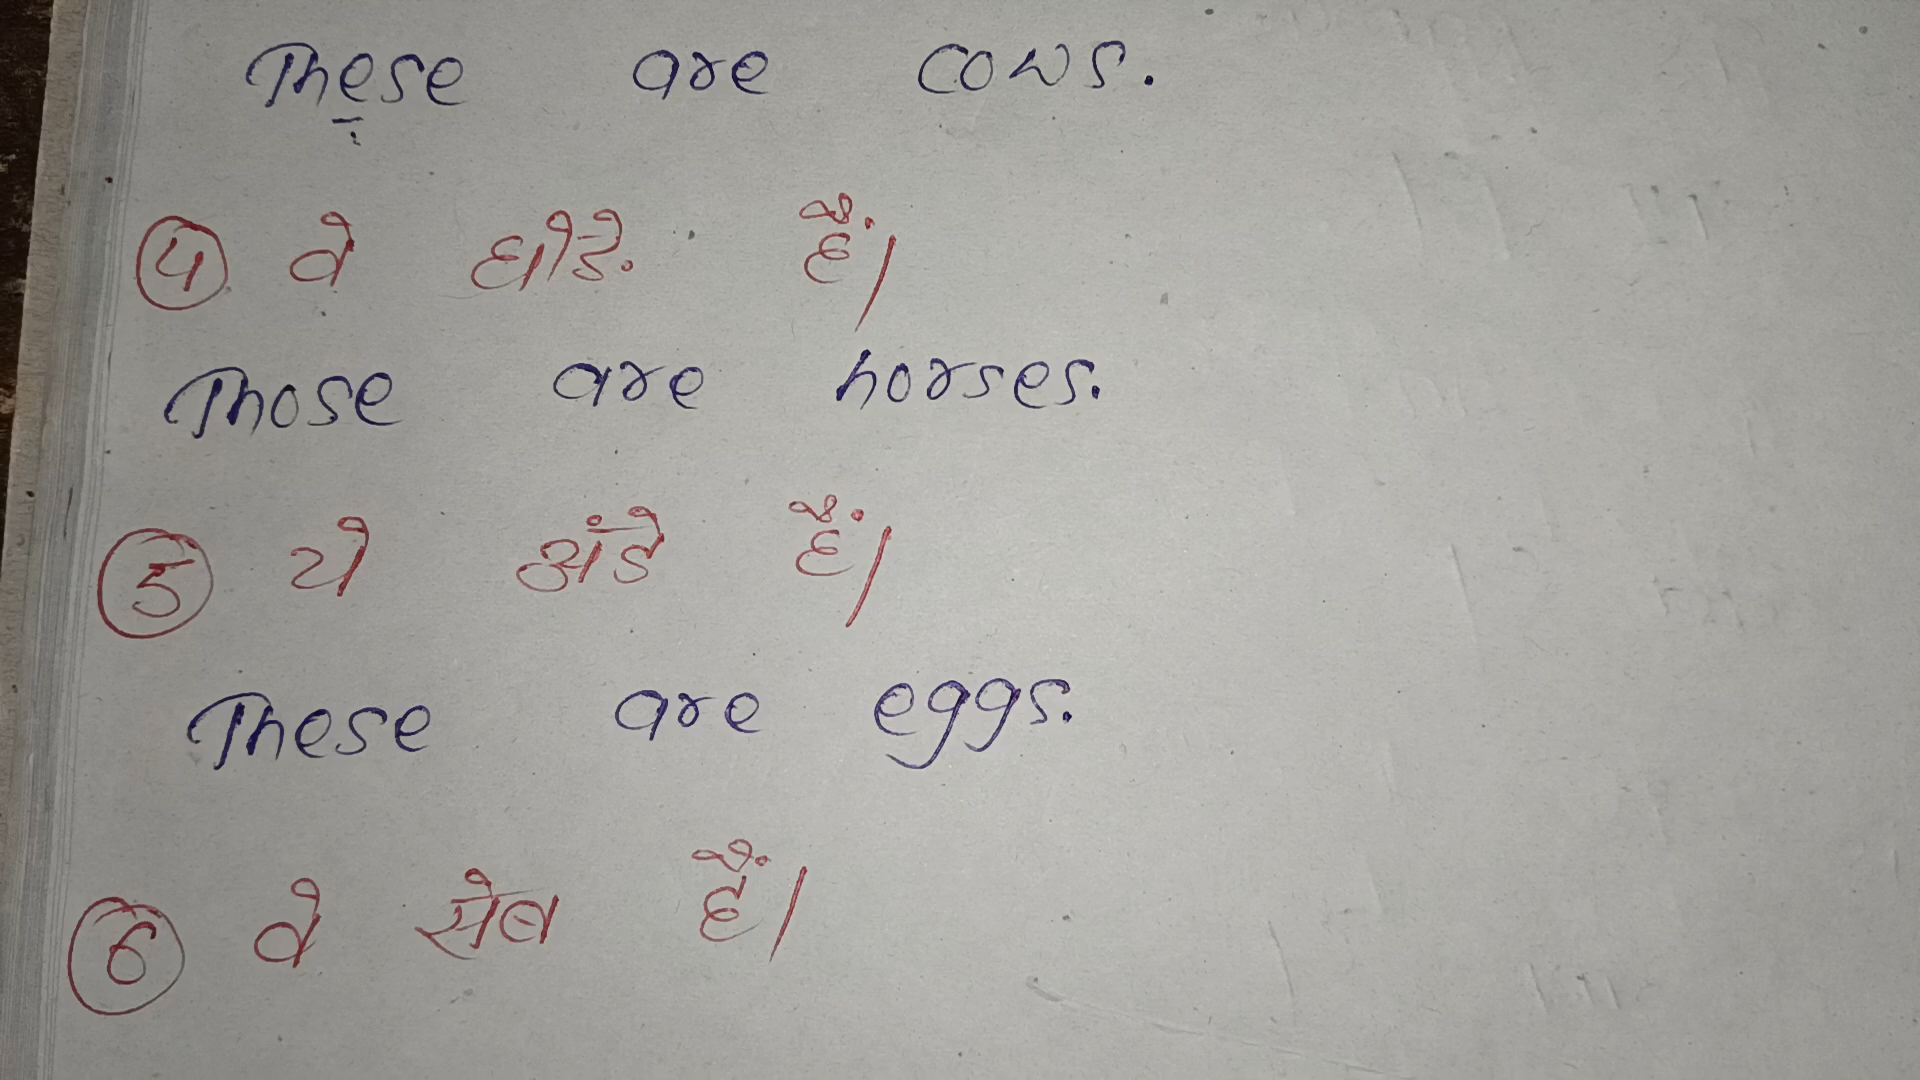 These are cows.
④ वे घोड़े हैं।
Those are horses.
⑤ ये अंडे हैं।
These are eggs.
⑥ वे सेब हैं।